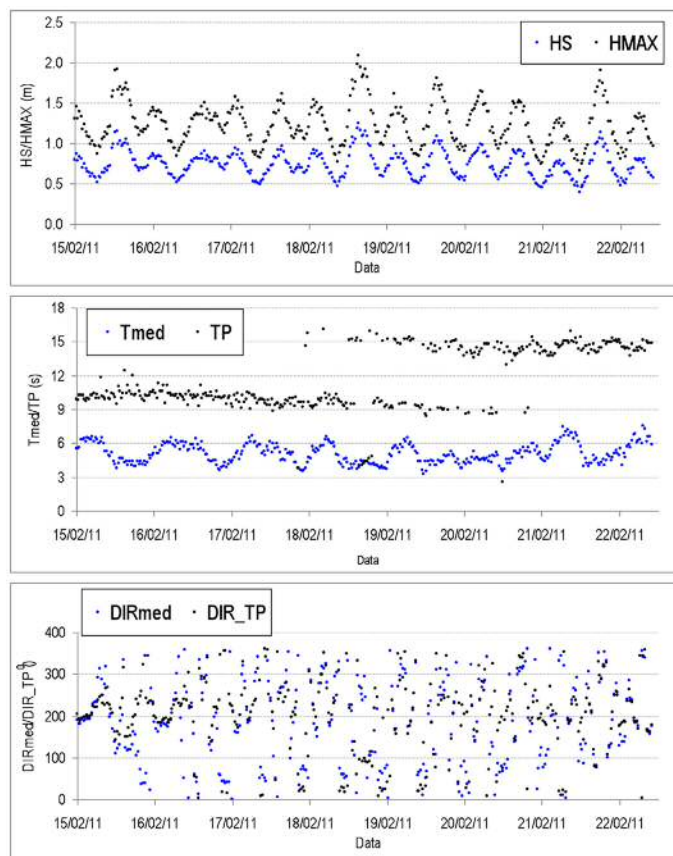 HS HMAX
HS/HMAX (m)
2.5
2.0
1.5
1.0
0.5
0.0
15/02/11 16/02/11 17/02/11 18/02/11 19/02/11 20/02/11 21/02/11 22/02/11
Data
Tmed TP
Tmed/TP (s)
18
15
12
9
6
3
0
15/02/11 16/02/11 17/02/11 18/02/11 19/02/11 20/02/11 21/02/11 22/02/11
Data
DIRmed DIR_TP
DIRmed/DIR_TP (º)
400
300
200
100
0
15/02/11 16/02/11 17/02/11 18/02/11 19/02/11 20/02/11 21/02/11 22/02/11
Data